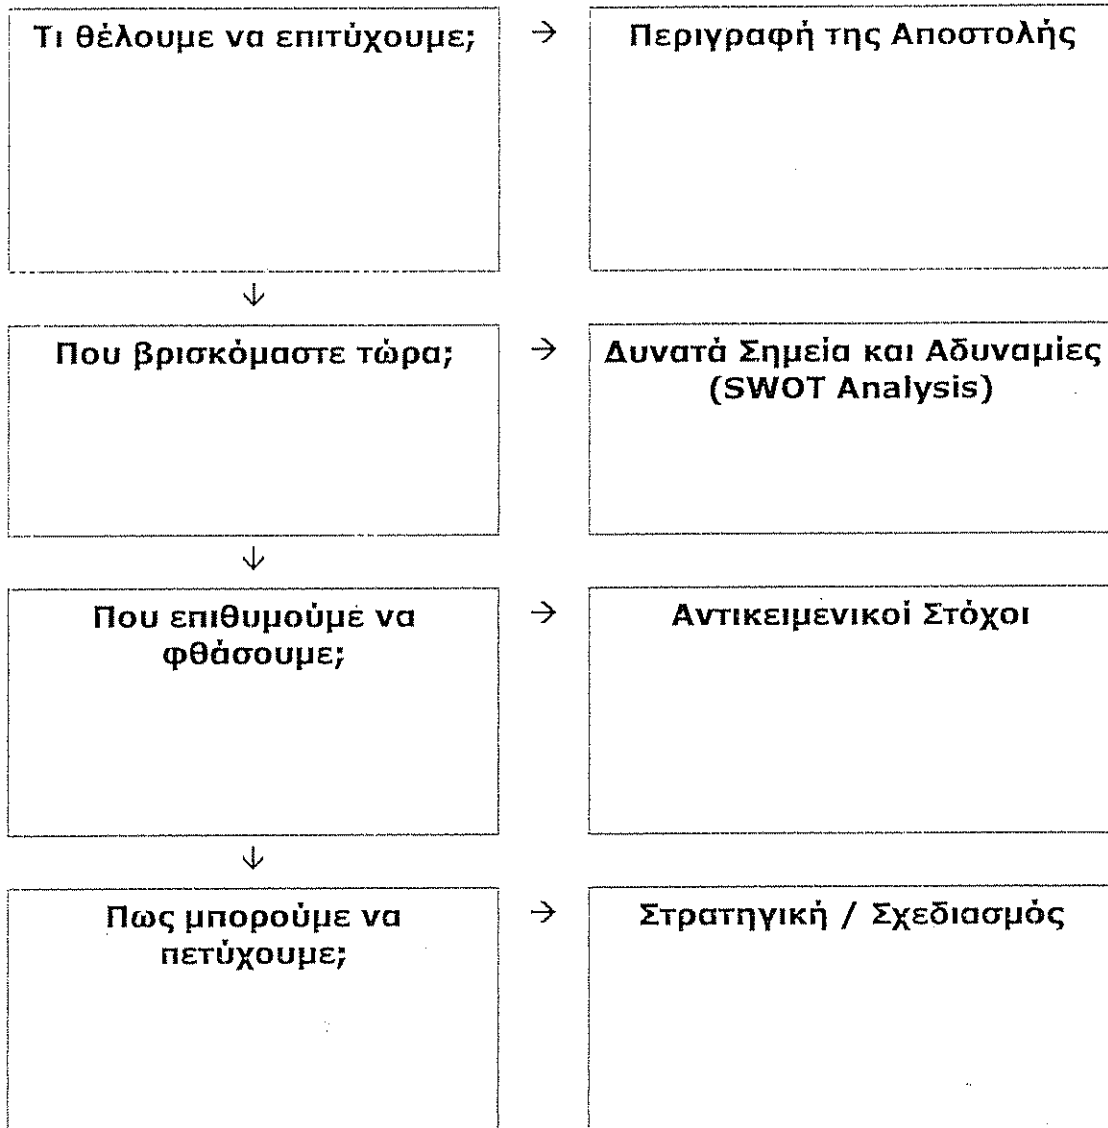 Τι θέλουμε να επιτύχουμε;
→
Περιγραφή της Αποστολής
↓
Που βρισκόμαστε τώρα;
→
Δυνατά Σημεία και Αδυναμίες
(SWOT Analysis)
↓
Που επιθυμούμε να
φθάσουμε;
→
Αντικειμενικοί Στόχοι
↓
Πως μπορούμε να
πετύχουμε;
→
Στρατηγική / Σχεδιασμός